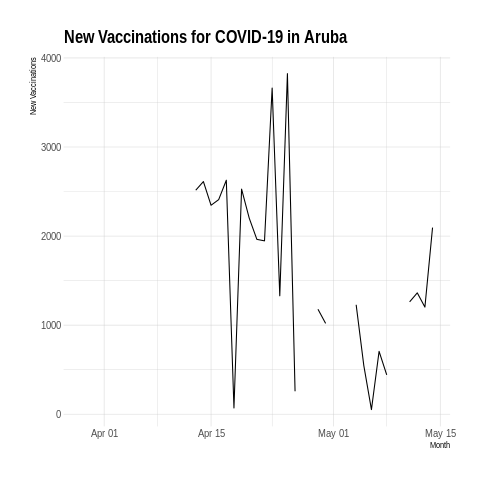 New Vaccinations for COVID-19 in Aruba
New Vaccinations
4000
3000
2000
1000
0
Apr 01 Apr 15 May 01 May 15
Month